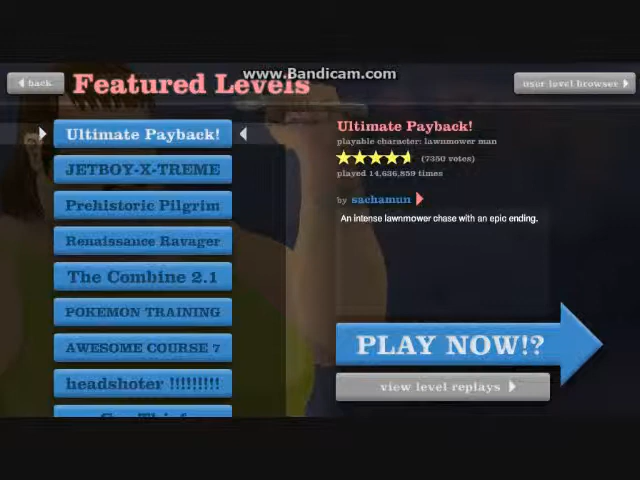 www.Bandicam.com
back
Featured Levels
user level browser
Ultimate Payback!
JETBOY-X-TREME
Prehistoric Pilgrim
Renaissance Ravager
The Combine 2.1
POKEMON TRAINING
AWESOME COURSE 7
headshoter !!!!!!!!!
Ultimate Payback!
playable character: lawnmower man
(7350 votes)
played 14,636,859 times
by sachamun
An intense lawnmower chase with an epic ending.
PLAY NOW!?
view level replays